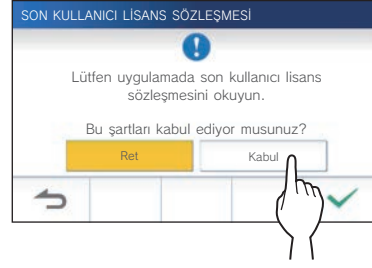 SON KULLANICI LİSANS SÖZLEŞMESİ
Lütfen uygulamada son kullanıcı lisans
sözleşmesini okuyun.
Bu şartları kabul ediyor musunuz?
Ret
Kabul